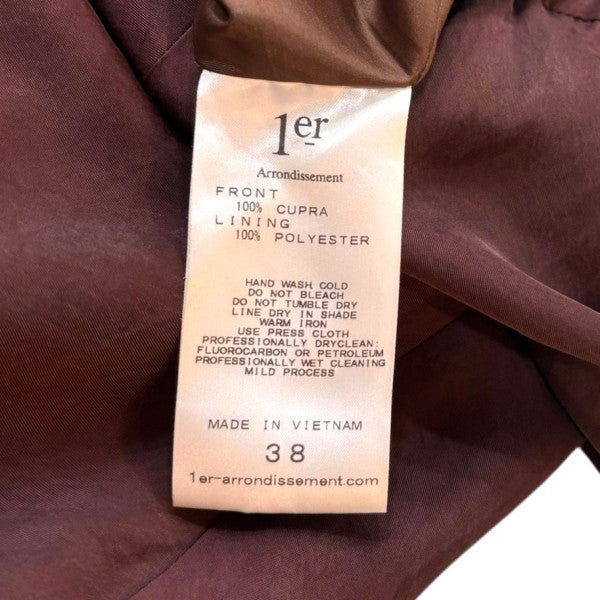 1er
Arrondissement
FRONT
100% CUPRA
LINING
100% POLYESTER
HAND WASH COLD
DO NOT BLEACH
DO NOT TUMBLE DRY
LINE DRY IN SHADE
WARM IRON
USE PRESS CLOTH
PROFESSIONALLY DRYCLEAN:
FLUOROCARBON OR PETROLEUM
PROFESSIONALLY WET CLEANING
MILD PROCESS
MADE IN VIETNAM
38
1er-arrondissement.com